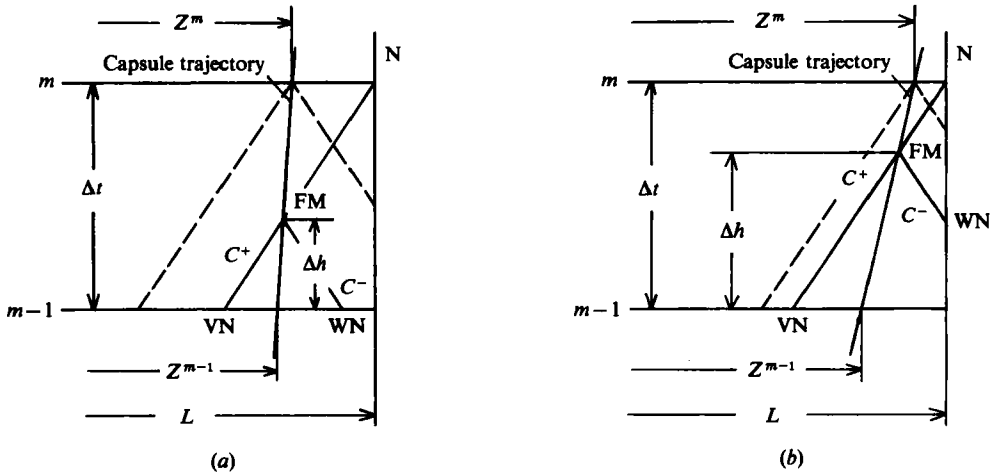 Z^m
N
Capsule trajectory
m
Δt
FM
C^+
Δh
C^-
m−1
VN
WN
Z^{m−1}
L
(a)
Z^m
N
Capsule trajectory
m
Δt
FM
C^+
C^-
Δh
WN
m−1
VN
Z^{m−1}
L
(b)